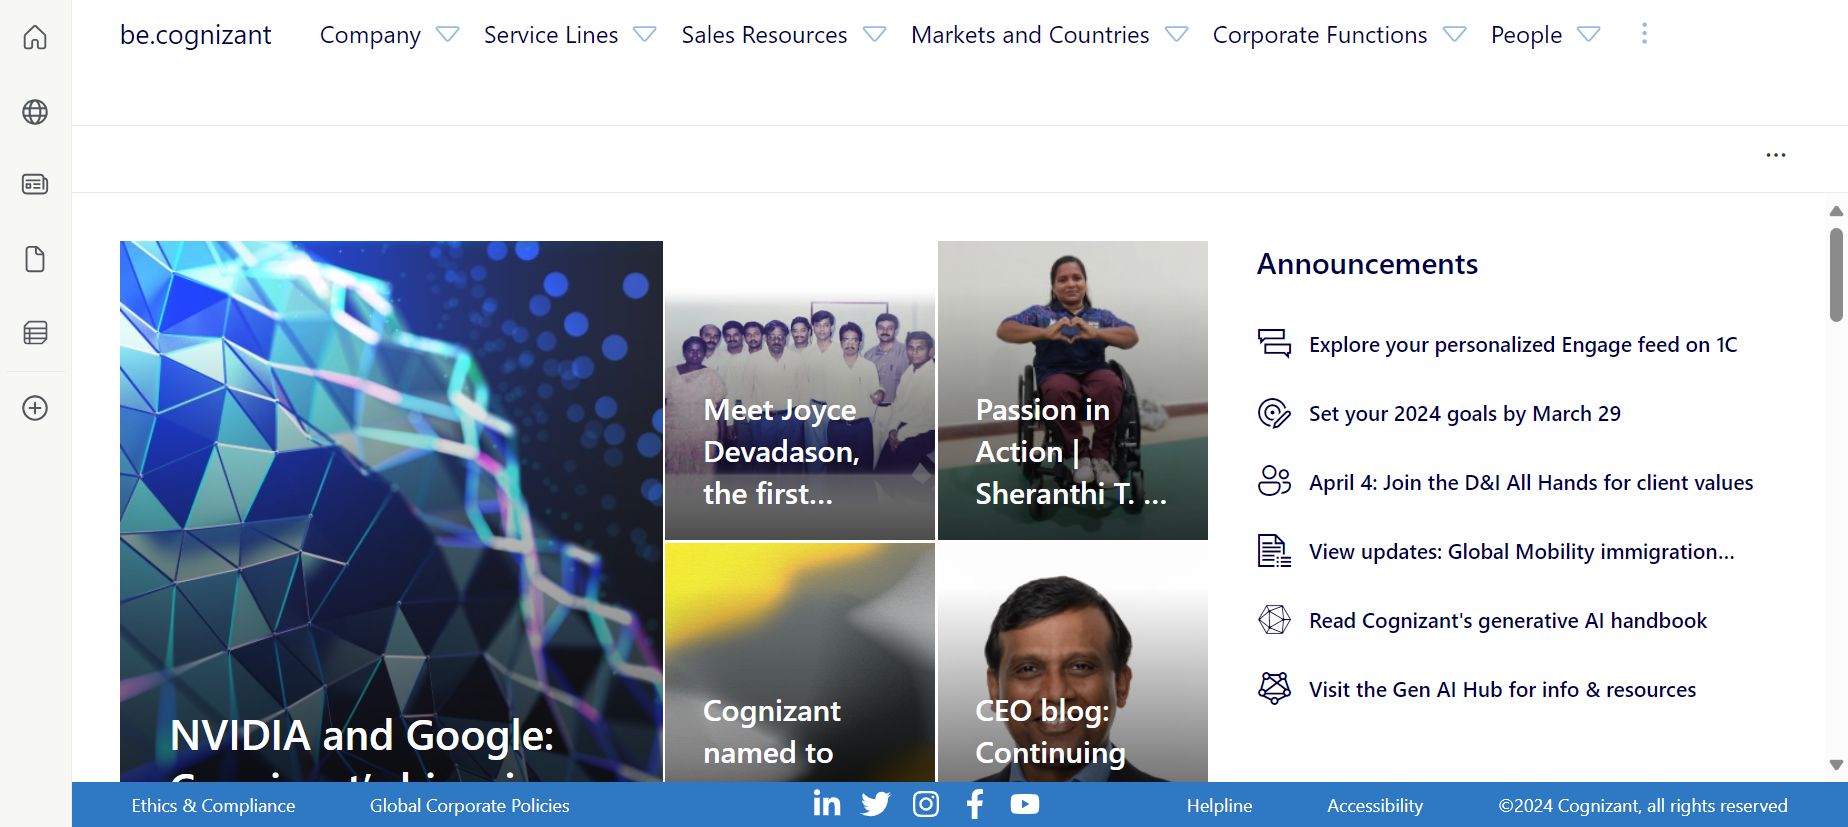 be.cognizant
Company
Service Lines
Sales Resources
Markets and Countries
Corporate Functions
People
Meet Joyce
Devadason,
the first...
Passion in
Action |
Sheranthi T. ...
NVIDIA and Google:
Cognizant
named to
CEO blog:
Continuing
Announcements
Explore your personalized Engage feed on 1C
Set your 2024 goals by March 29
April 4: Join the D&I All Hands for client values
View updates: Global Mobility immigration...
Read Cognizant's generative AI handbook
Visit the Gen AI Hub for info & resources
Ethics & Compliance
Global Corporate Policies
Helpline
Accessibility
©2024 Cognizant, all rights reserved